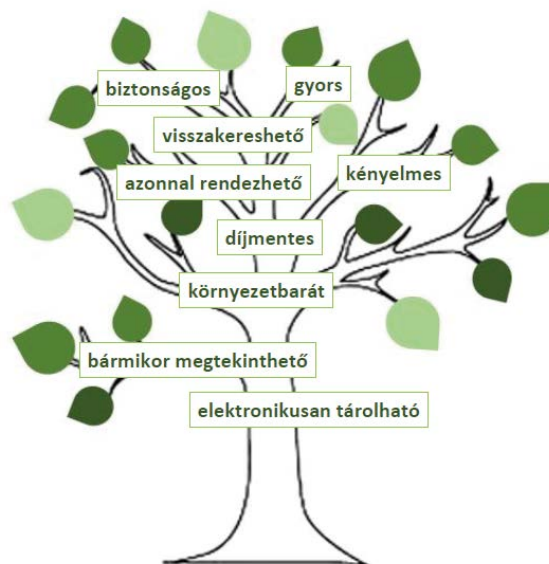 biztonságos
gyors
visszakereshető
azonnal rendezhető
kényelmes
díjmentes
környezetbarát
bármikor megtekinthető
elektronikusan tárolható